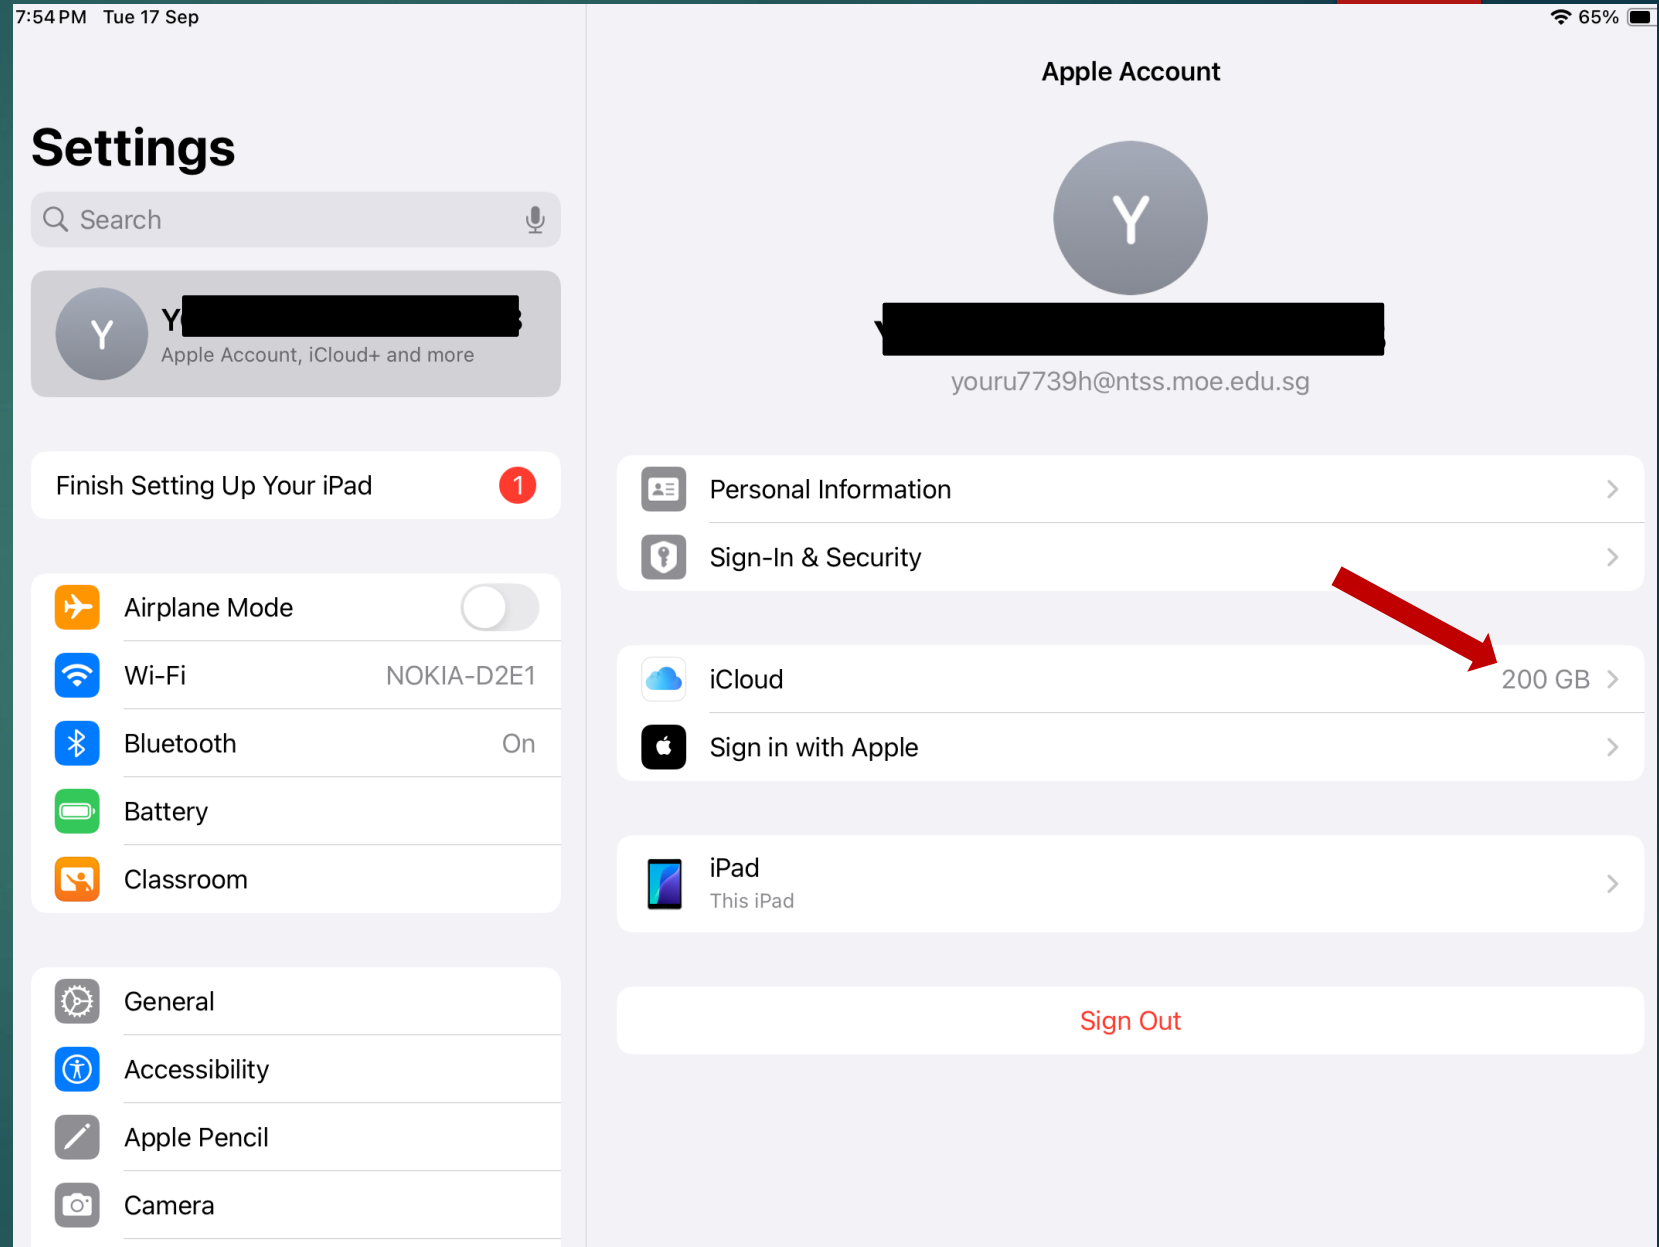 7:54 PM Tue 17 Sep
65%
Settings
Search
Y
Y
Apple Account, iCloud+ and more
Finish Setting Up Your iPad
1
Airplane Mode
Wi-Fi NOKIA-D2E1
Bluetooth On
Battery
Classroom
General
Accessibility
Apple Pencil
Camera
Apple Account
Y
youru7739h@ntss.moe.edu.sg
Personal Information
Sign-In & Security
iCloud 200 GB
Sign in with Apple
iPad
This iPad
Sign Out